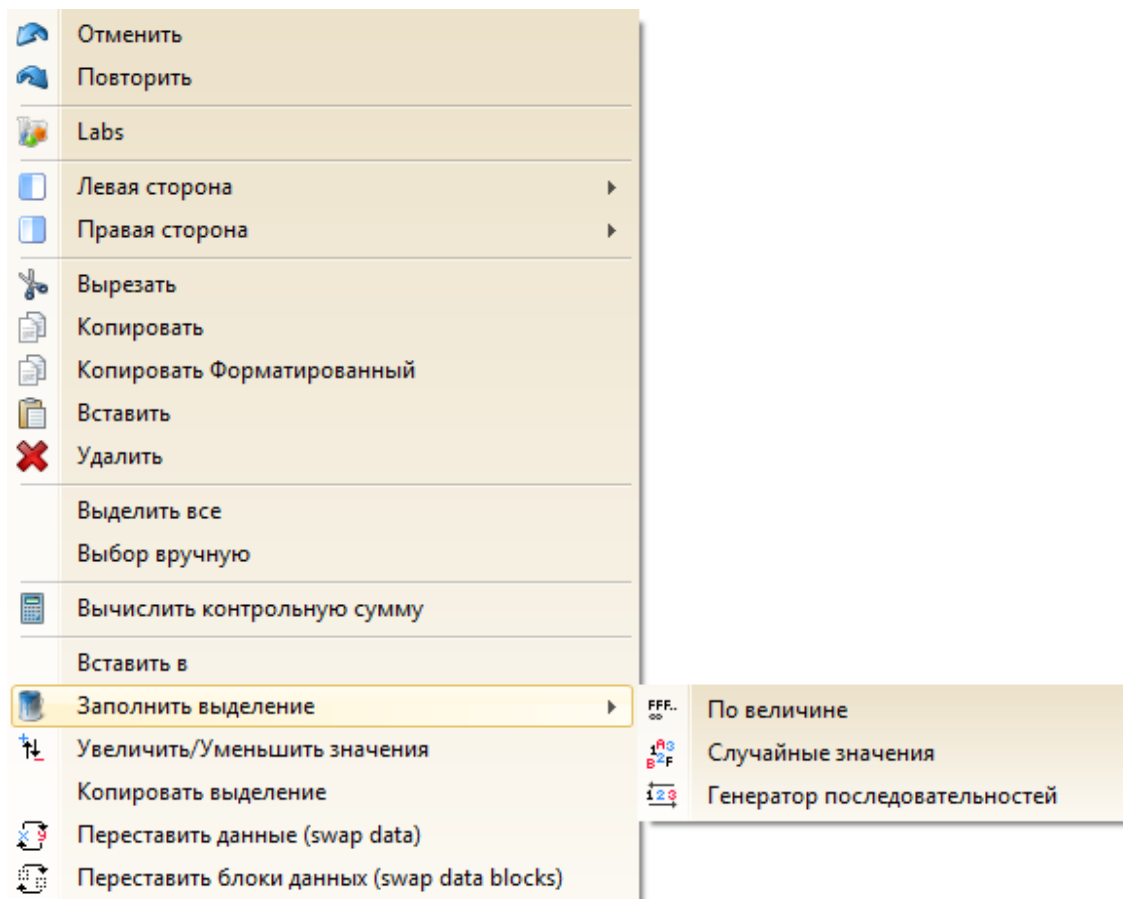 Отменить
Повторить
Labs
Левая сторона
Правая сторона
Вырезать
Копировать
Копировать Форматированный
Вставить
Удалить
Выделить все
Выбор вручную
Вычислить контрольную сумму
Вставить в
Заполнить выделение
FFF.. По величине
Увеличить/Уменьшить значения
Случайные значения
Копировать выделение
123 Генератор последовательностей
Переставить данные (swap data)
Переставить блоки данных (swap data blocks)